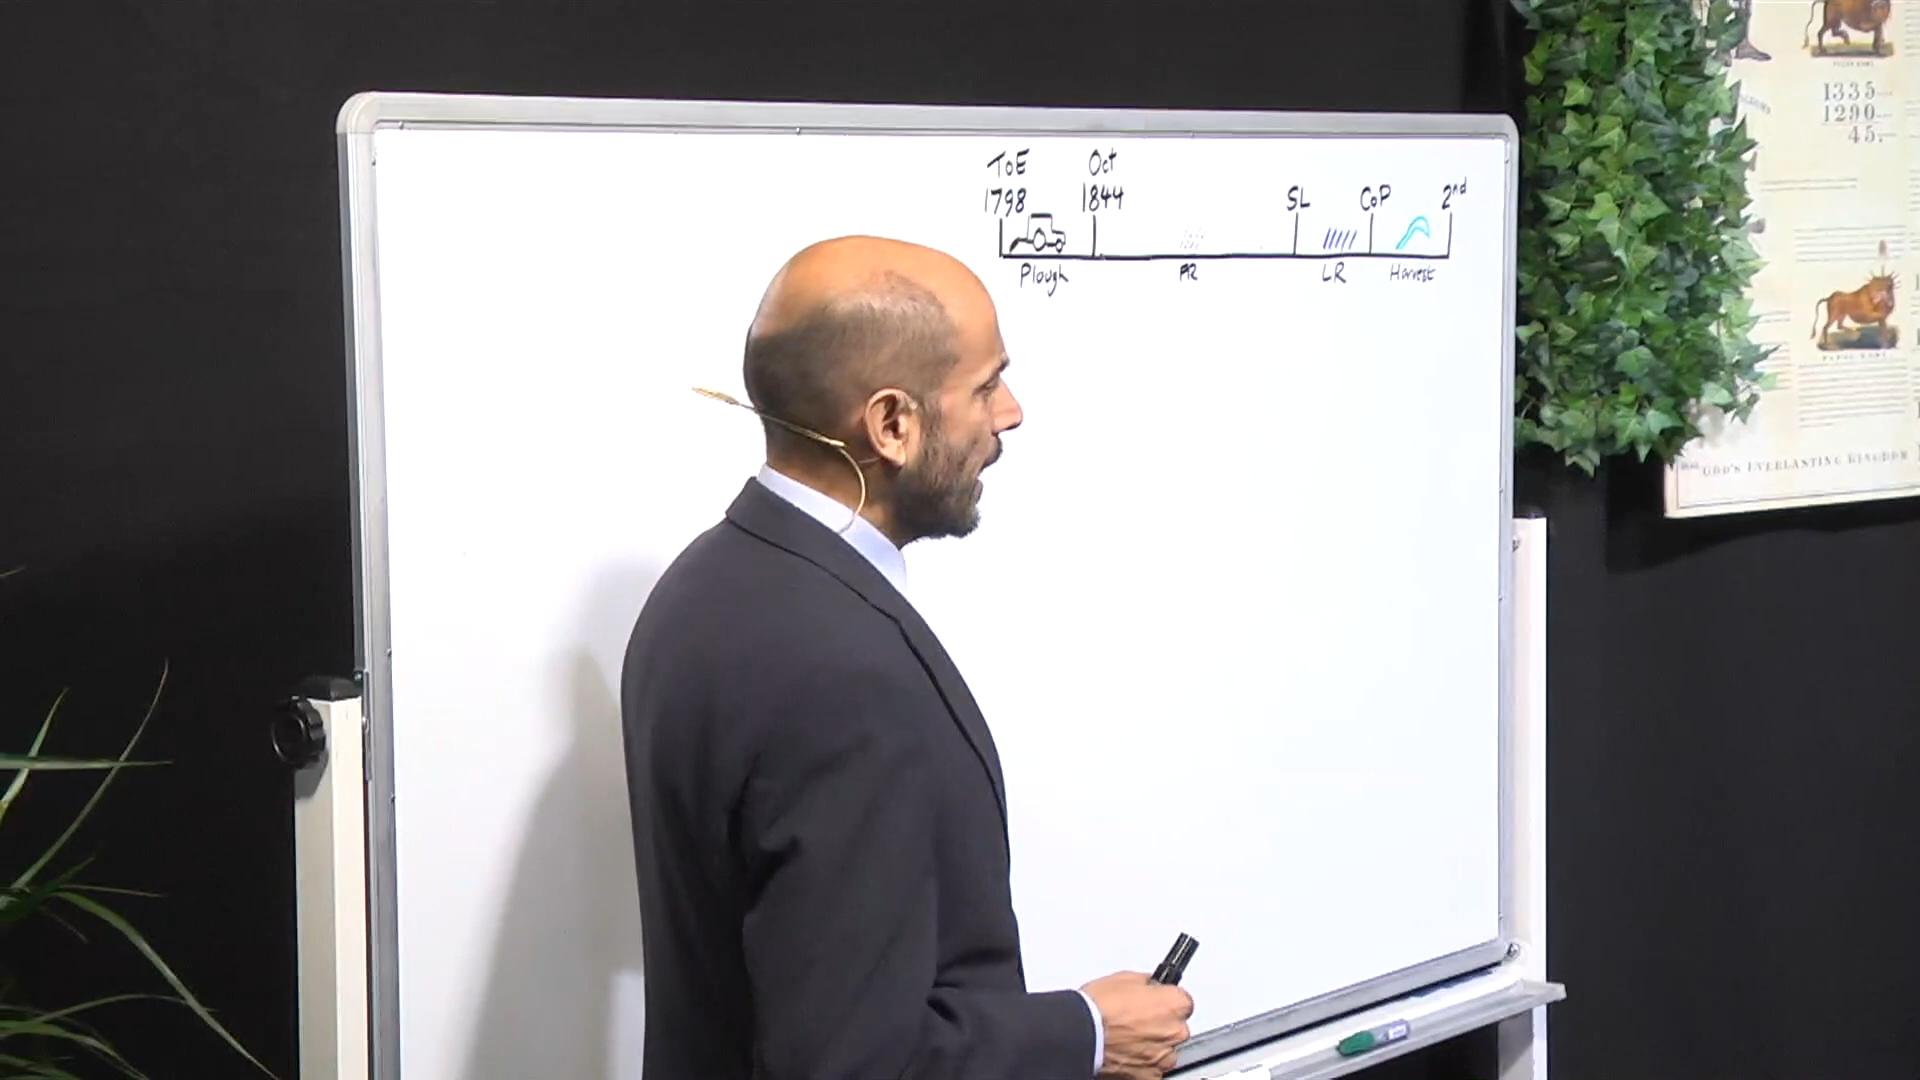 ToE Oct
1798 1844 SL CoP 2nd
Plough FR LR Harvest
1335
1290
45.
GOD'S EVERLASTING KINGDOM